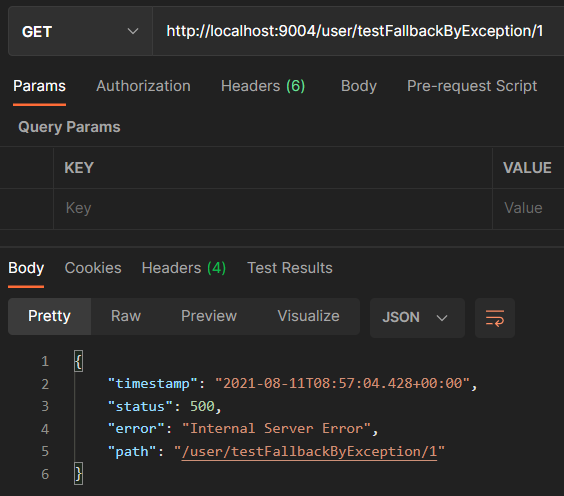 GET http://localhost:9004/user/testFallbackByException/1
Params Authorization Headers (6) Body Pre-request Script
Query Params
KEY VALUE
Key Value
Body Cookies Headers (4) Test Results
Pretty Raw Preview Visualize JSON
1 {
2 "timestamp": "2021-08-11T08:57:04.428+00:00",
3 "status": 500,
4 "error": "Internal Server Error",
5 "path": "/user/testFallbackByException/1"
6 }